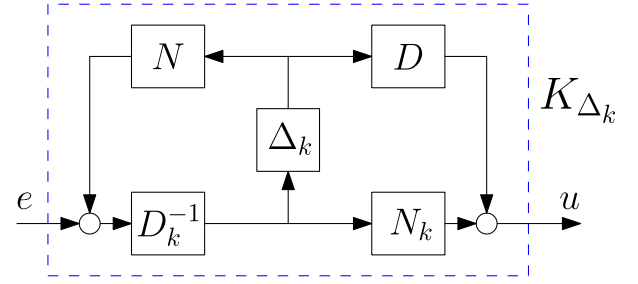 N D
K_{Δ_k}
Δ_k
e u
D_k^{-1} N_k